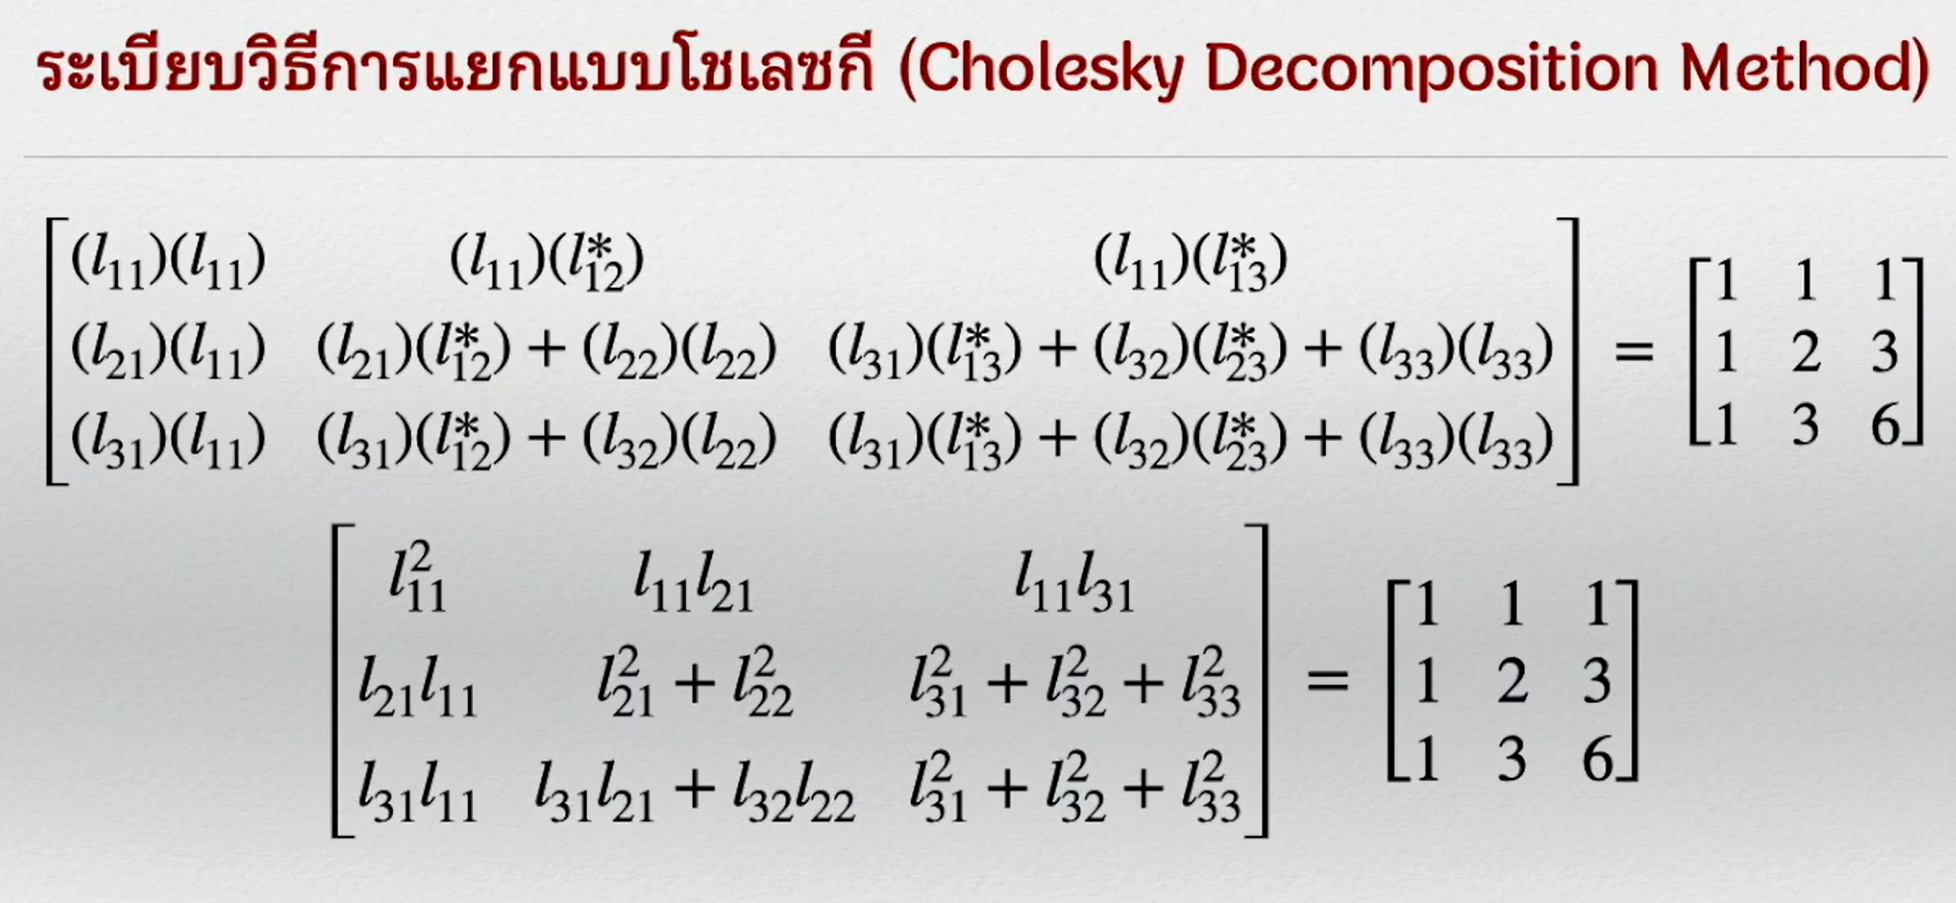 ระเบียบวิธีการแยกแบบโชเลซกี (Cholesky Decomposition Method)
(l₁₁)(l₁₁) (l₁₁)(l*₁₂) (l₁₁)(l*₁₃) 1 1 1
(l₂₁)(l₁₁) (l₂₁)(l*₁₂) + (l₂₂)(l₂₂) (l₃₁)(l*₁₃) + (l₃₂)(l*₂₃) + (l₃₃)(l₃₃) = 1 2 3
(l₃₁)(l₁₁) (l₃₁)(l*₁₂) + (l₃₂)(l₂₂) (l₃₁)(l*₁₃) + (l₃₂)(l*₂₃) + (l₃₃)(l₃₃) 1 3 6
l²₁₁ l₁₁l₂₁ l₁₁l₃₁ 1 1 1
l₂₁l₁₁ l²₂₁ + l²₂₂ l²₃₁ + l²₃₂ + l²₃₃ = 1 2 3
l₃₁l₁₁ l₃₁l₂₁ + l₃₂l₂₂ l²₃₁ + l²₃₂ + l²₃₃ 1 3 6